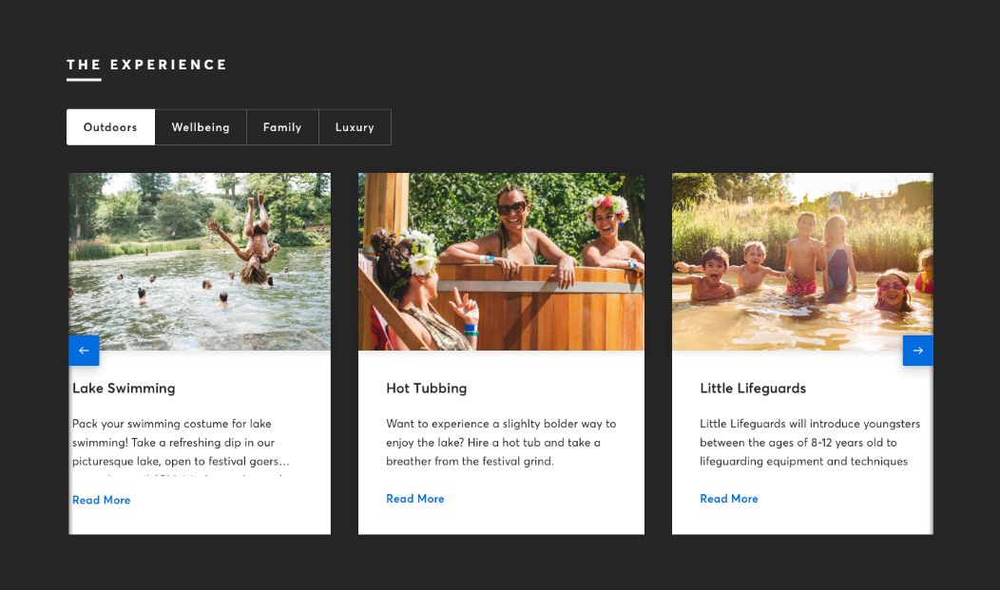 THE EXPERIENCE
Outdoors
Wellbeing
Family
Luxury
Lake Swimming
Pack your swimming costume for lake
swimming! Take a refreshing dip in our
picturesque lake, open to festival goers...
Read More
Hot Tubbing
Want to experience a slighlty bolder way to
enjoy the lake? Hire a hot tub and take a
breather from the festival grind.
Read More
Little Lifeguards
Little Lifeguards will introduce youngsters
between the ages of 8-12 years old to
lifeguarding equipment and techniques
Read More